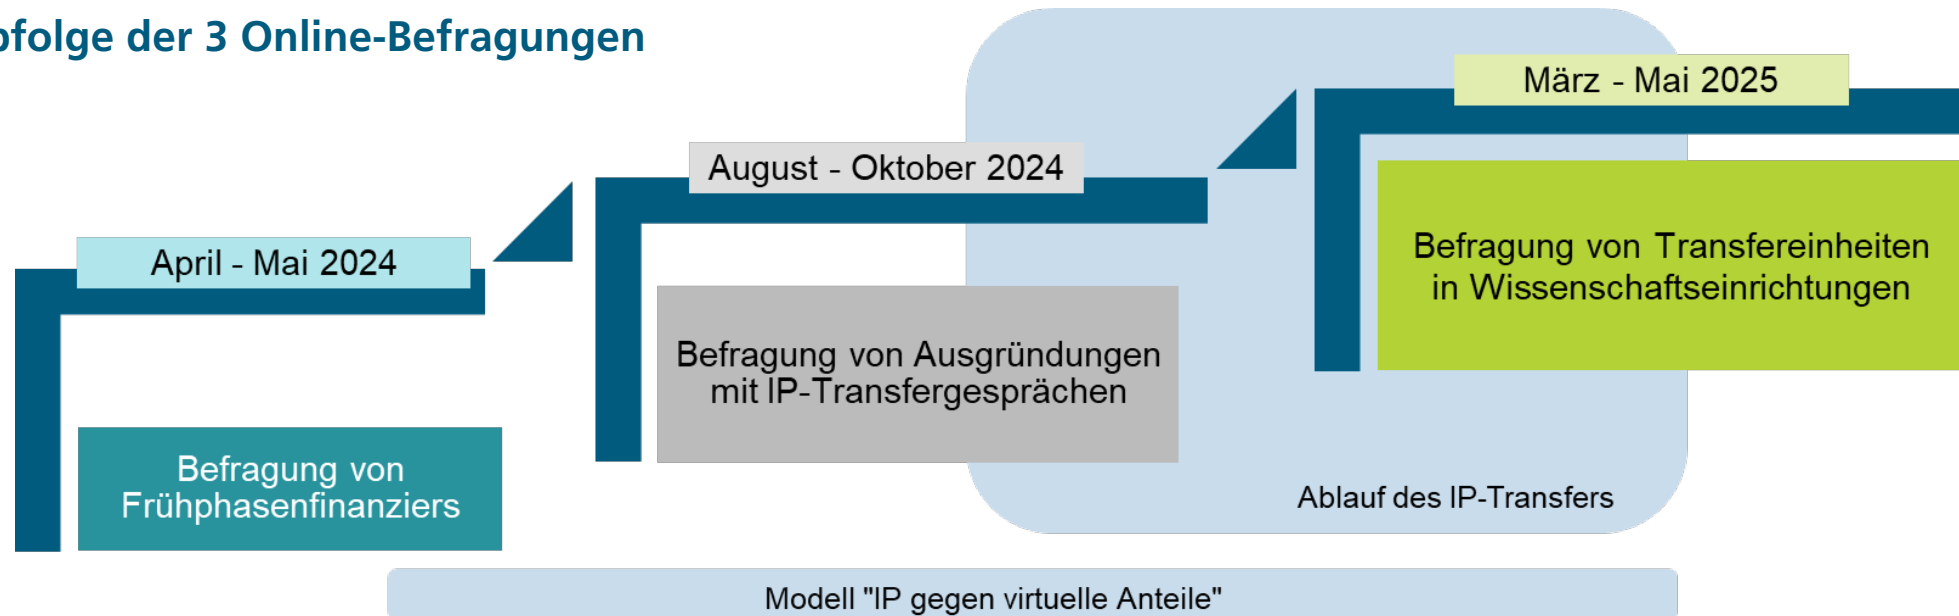 der 3 Online-Befragungen
März - Mai 2025
August - Oktober 2024
April - Mai 2024
Befragung von Transfereinheiten
in Wissenschaftseinrichtungen
Befragung von Ausgründungen
mit IP-Transfergesprächen
Befragung von
Frühphasenfinanziers
Ablauf des IP-Transfers
Modell "IP gegen virtuelle Anteile"